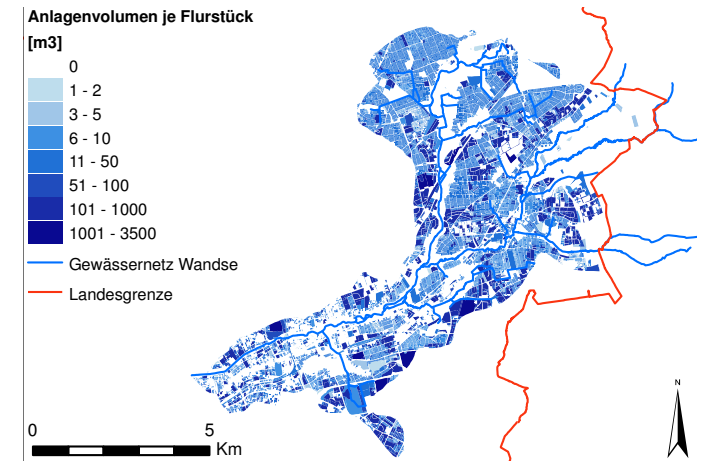 Anlagenvolumen je Flurstück
[m3]
0
1 - 2
3 - 5
6 - 10
11 - 50
51 - 100
101 - 1000
1001 - 3500
Gewässernetz Wandse
Landesgrenze
0 5
Km
N